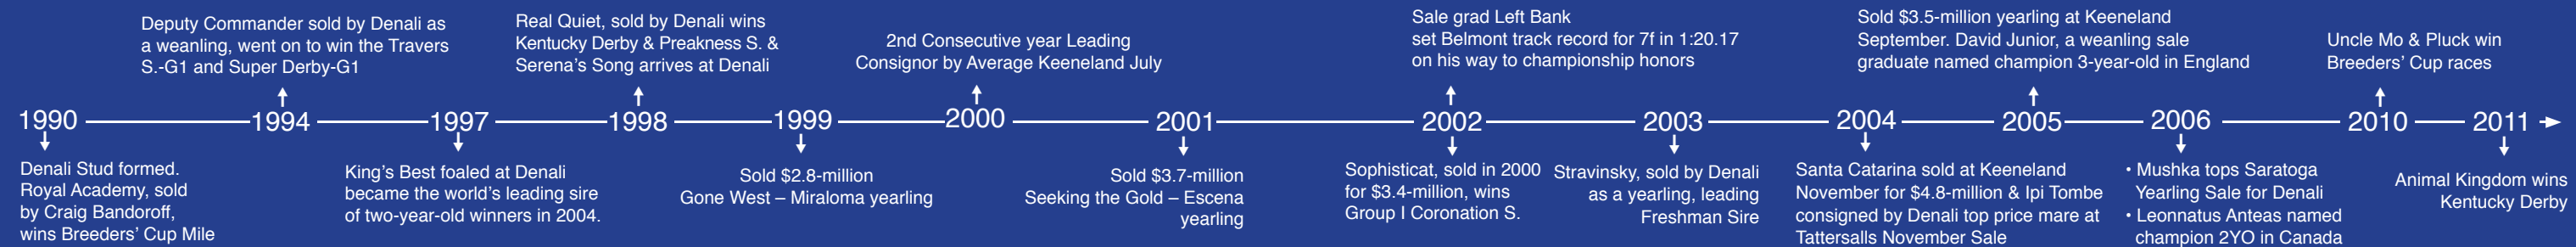 Deputy Commander sold by Denali as
a weanling, went on to win the Travers
S.-G1 and Super Derby-G1
Real Quiet, sold by Denali wins
Kentucky Derby & Preakness S. &
Serena's Song arrives at Denali
2nd Consecutive year Leading
Consignor by Average Keeneland July
Sale grad Left Bank
set Belmont track record for 7f in 1:20.17
on his way to championship honors
Sold $3.5-million yearling at Keeneland
September. David Junior, a weanling sale
graduate named champion 3-year-old in England
Uncle Mo & Pluck win
Breeders' Cup races
1990 1994 1997 1998 1999 2000 2001 2002 2003 2004 2005 2006 2010 2011
Denali Stud formed.
Royal Academy, sold
by Craig Bandoroff,
wins Breeders' Cup Mile
King's Best foaled at Denali
became the world's leading sire
of two-year-old winners in 2004.
Sold $2.8-million
Gone West – Miraloma yearling
Sold $3.7-million
Seeking the Gold – Escena
yearling
Sophisticat, sold in 2000
for $3.4-million, wins
Group I Coronation S.
Stravinsky, sold by Denali
as a yearling, leading
Freshman Sire
Santa Catarina sold at Keeneland
November for $4.8-million & Ipi Tombe
consigned by Denali top price mare at
Tattersalls November Sale
• Mushka tops Saratoga
Yearling Sale for Denali
• Leonnatus Anteas named
champion 2YO in Canada
Animal Kingdom wins
Kentucky Derby